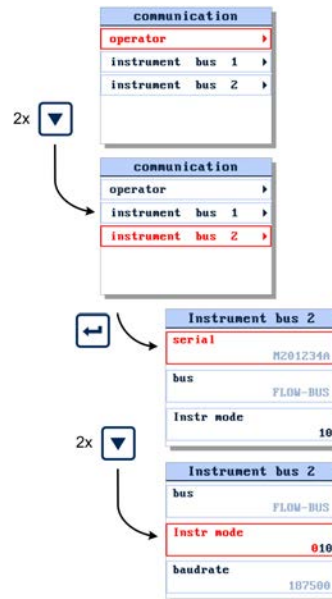 communication
operator
instrument bus 1
instrument bus 2
2x
communication
operator
instrument bus 1
instrument bus 2
Instrument bus 2
serial
M201234A
bus
FLOW-BUS
Instr mode
10
2x
Instrument bus 2
bus
FLOW-BUS
Instr mode
010
baudrate
187500